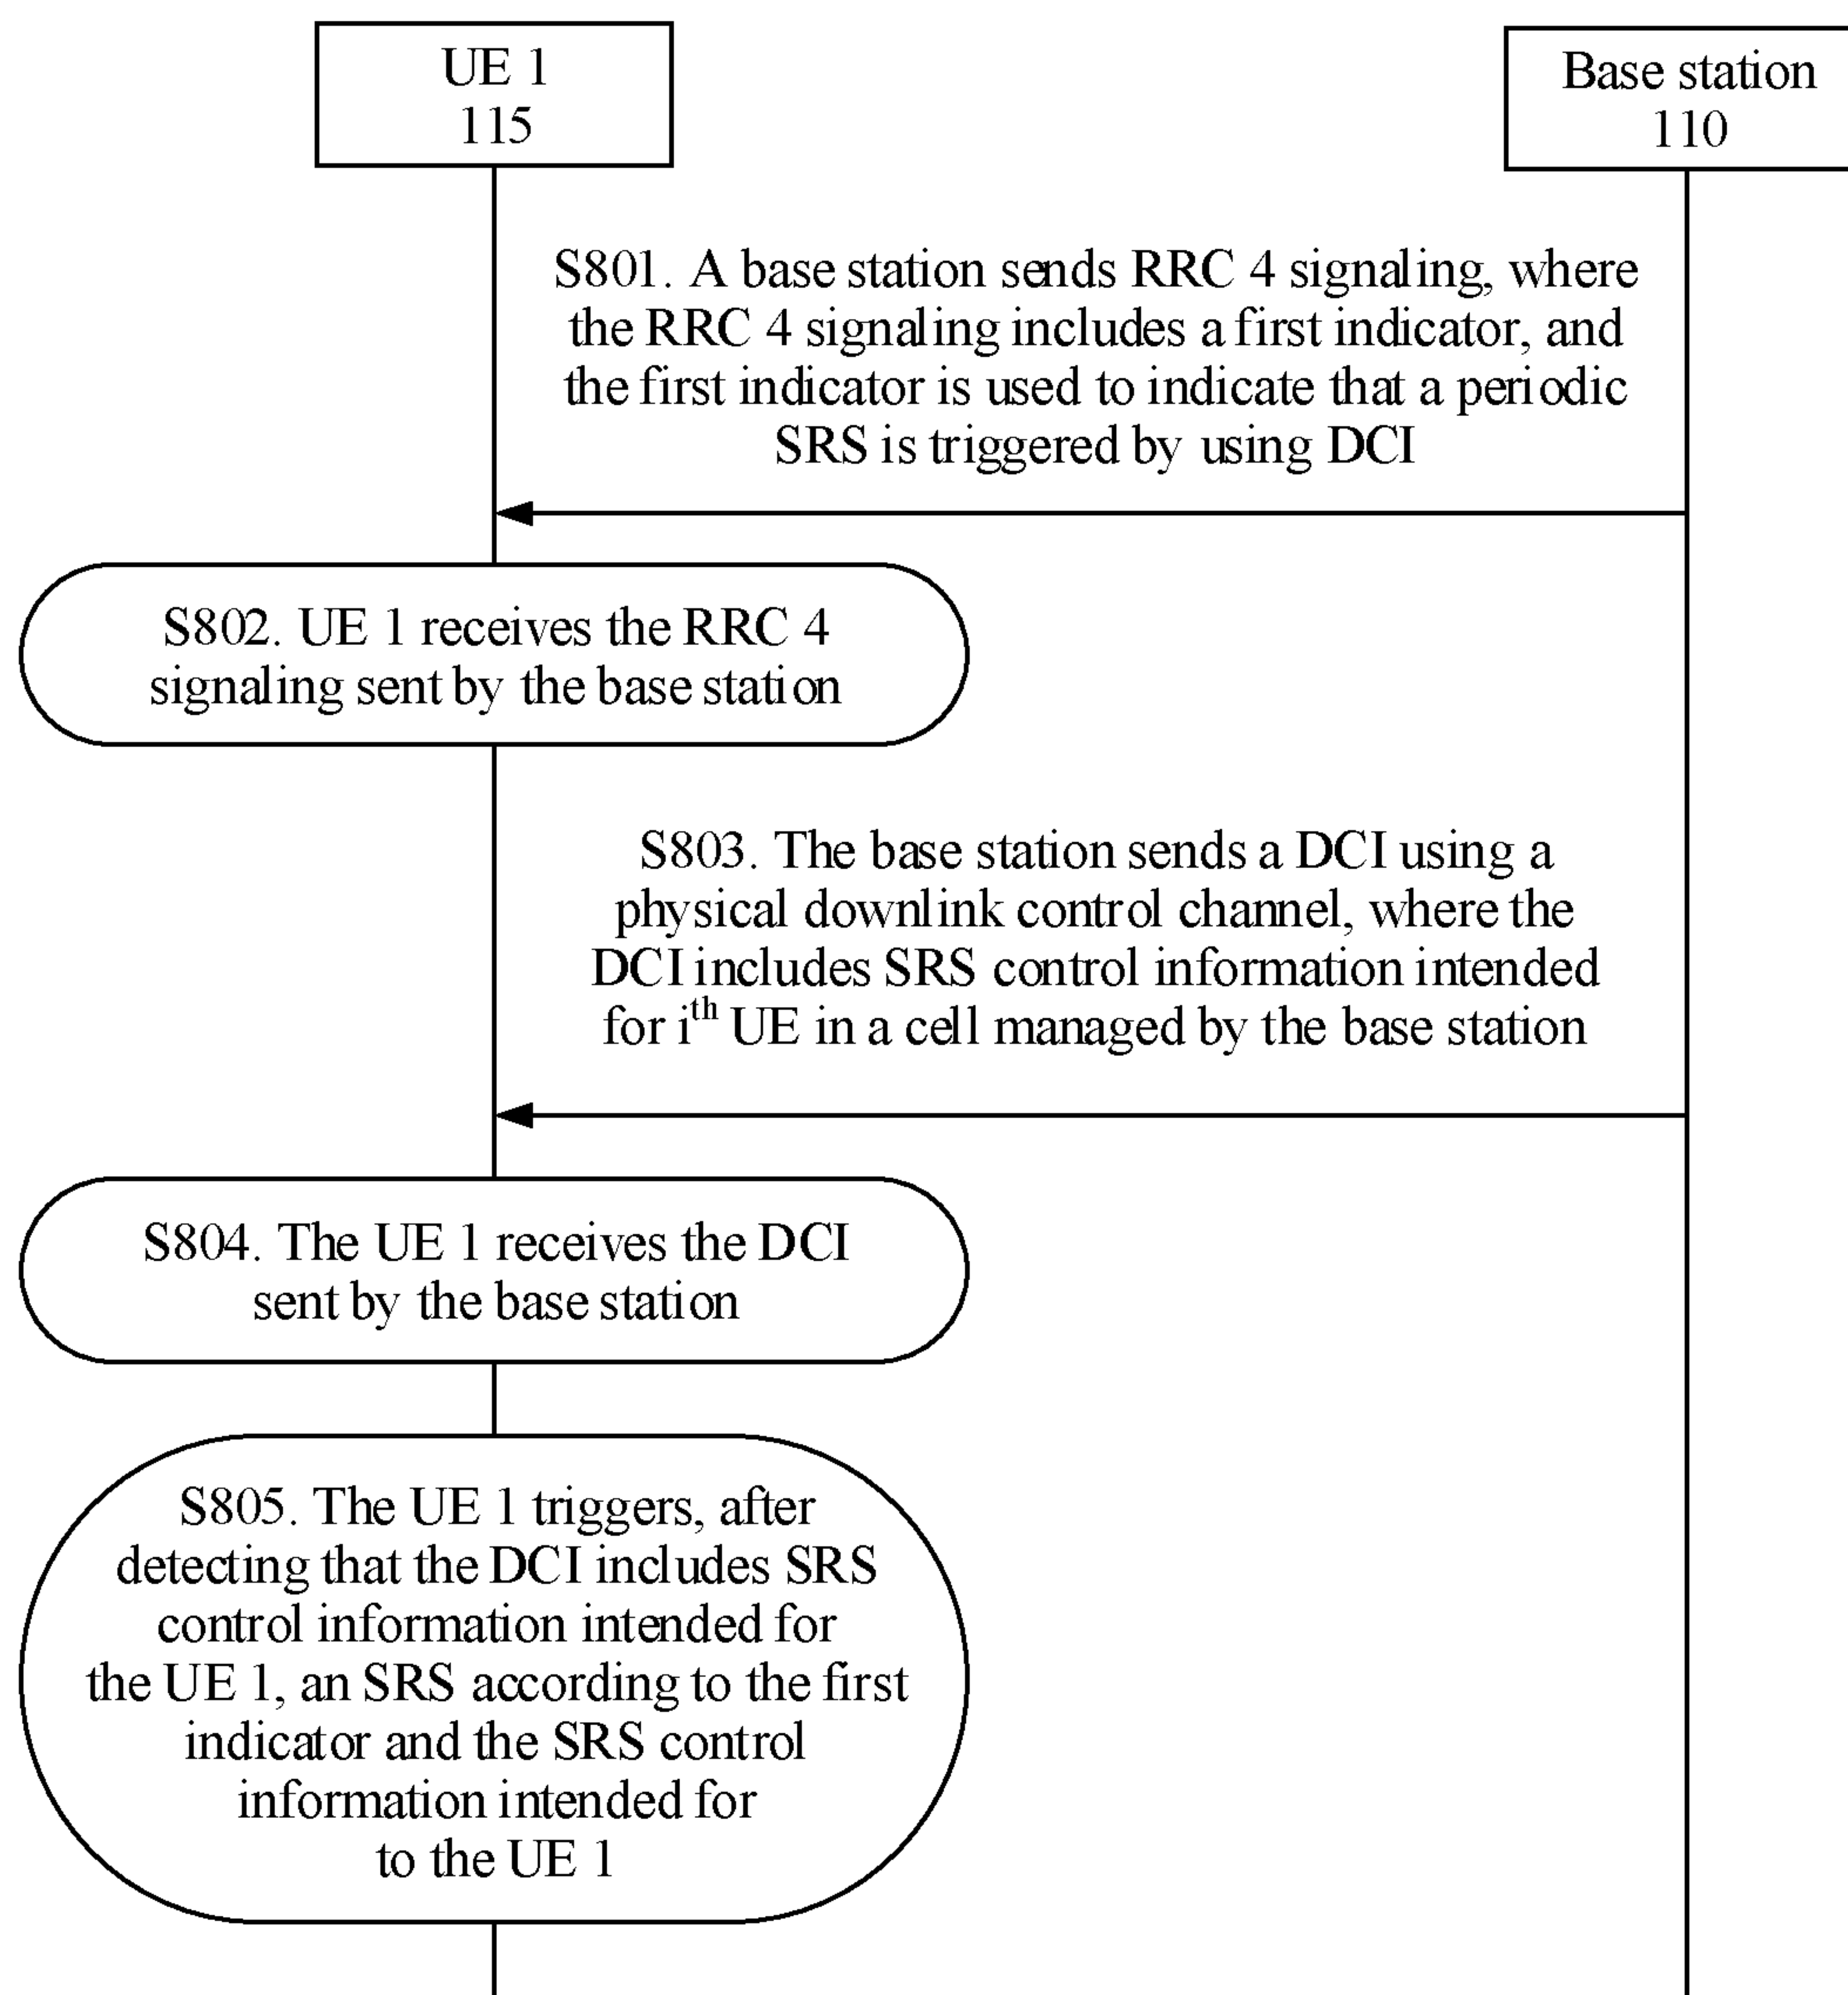 UE 1
115
Base station
110
S801. A base station sends RRC 4 signaling, where
the RRC 4 signaling includes a first indicator, and
the first indicator is used to indicate that a periodic
SRS is triggered by using DCI
S802. UE 1 receives the RRC 4
signaling sent by the base station
S803. The base station sends a DCI using a
physical downlink control channel, where the
DCI includes SRS control information intended
for iᵗʰ UE in a cell managed by the base station
S804. The UE 1 receives the DCI
sent by the base station
S805. The UE 1 triggers, after
detecting that the DCI includes SRS
control information intended for
the UE 1, an SRS according to the first
indicator and the SRS control
information intended for
to the UE 1